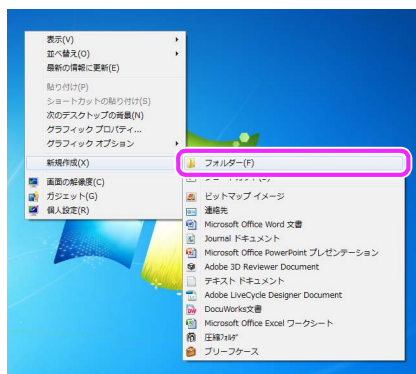 表示(V)
並べ替え(O)
最新の情報に更新(E)
貼り付け(P)
ショートカットの貼り付け(S)
次のデスクトップの背景(N)
グラフィック プロパティ...
グラフィック オプション
新規作成(X)
画面の解像度(C)
ガジェット(G)
個人設定(R)
フォルダー(F)
ショートカット(S)
ビットマップ イメージ
連絡先
Microsoft Office Word 文書
Journal ドキュメント
Microsoft Office PowerPoint プレゼンテーション
Adobe 3D Reviewer Document
テキスト ドキュメント
Adobe LiveCycle Designer Document
DocuWorks文書
Microsoft Office Excel ワークシート
圧縮フォルダ
ブリーフケース